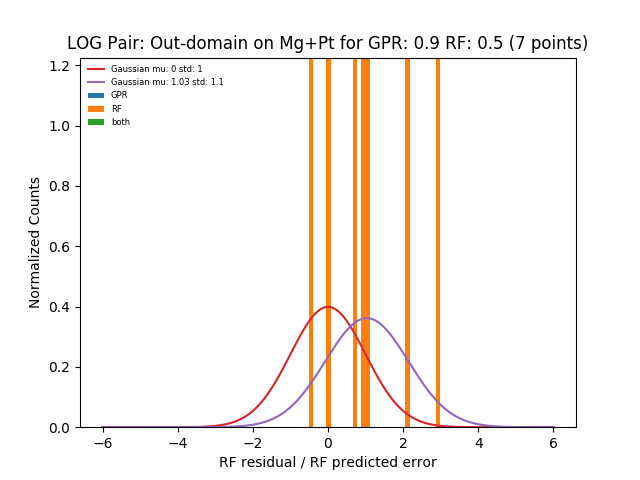 LOG Pair: Out-domain on Mg+Pt for GPR: 0.9 RF: 0.5 (7 points)
Gaussian mu: 0 std: 1
Gaussian mu: 1.03 std: 1.1
GPR
RF
both
1.2
1.0
0.8
0.6
0.4
0.2
0.0
Normalized Counts
−6 −4 −2 0 2 4 6
RF residual / RF predicted error